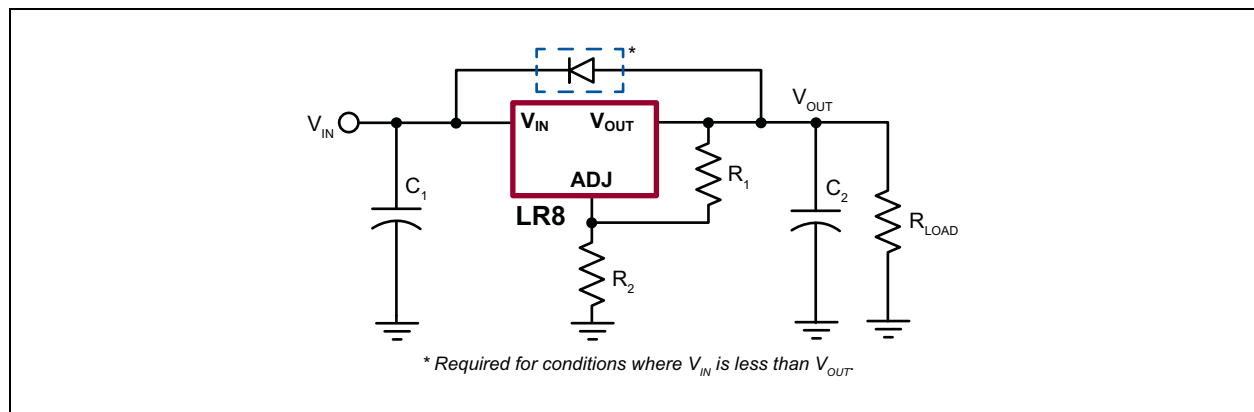 *
V_OUT
V_IN
V_IN V_OUT
ADJ
LR8
C_1
R_1
C_2
R_LOAD
R_2
* Required for conditions where V_IN is less than V_OUT.